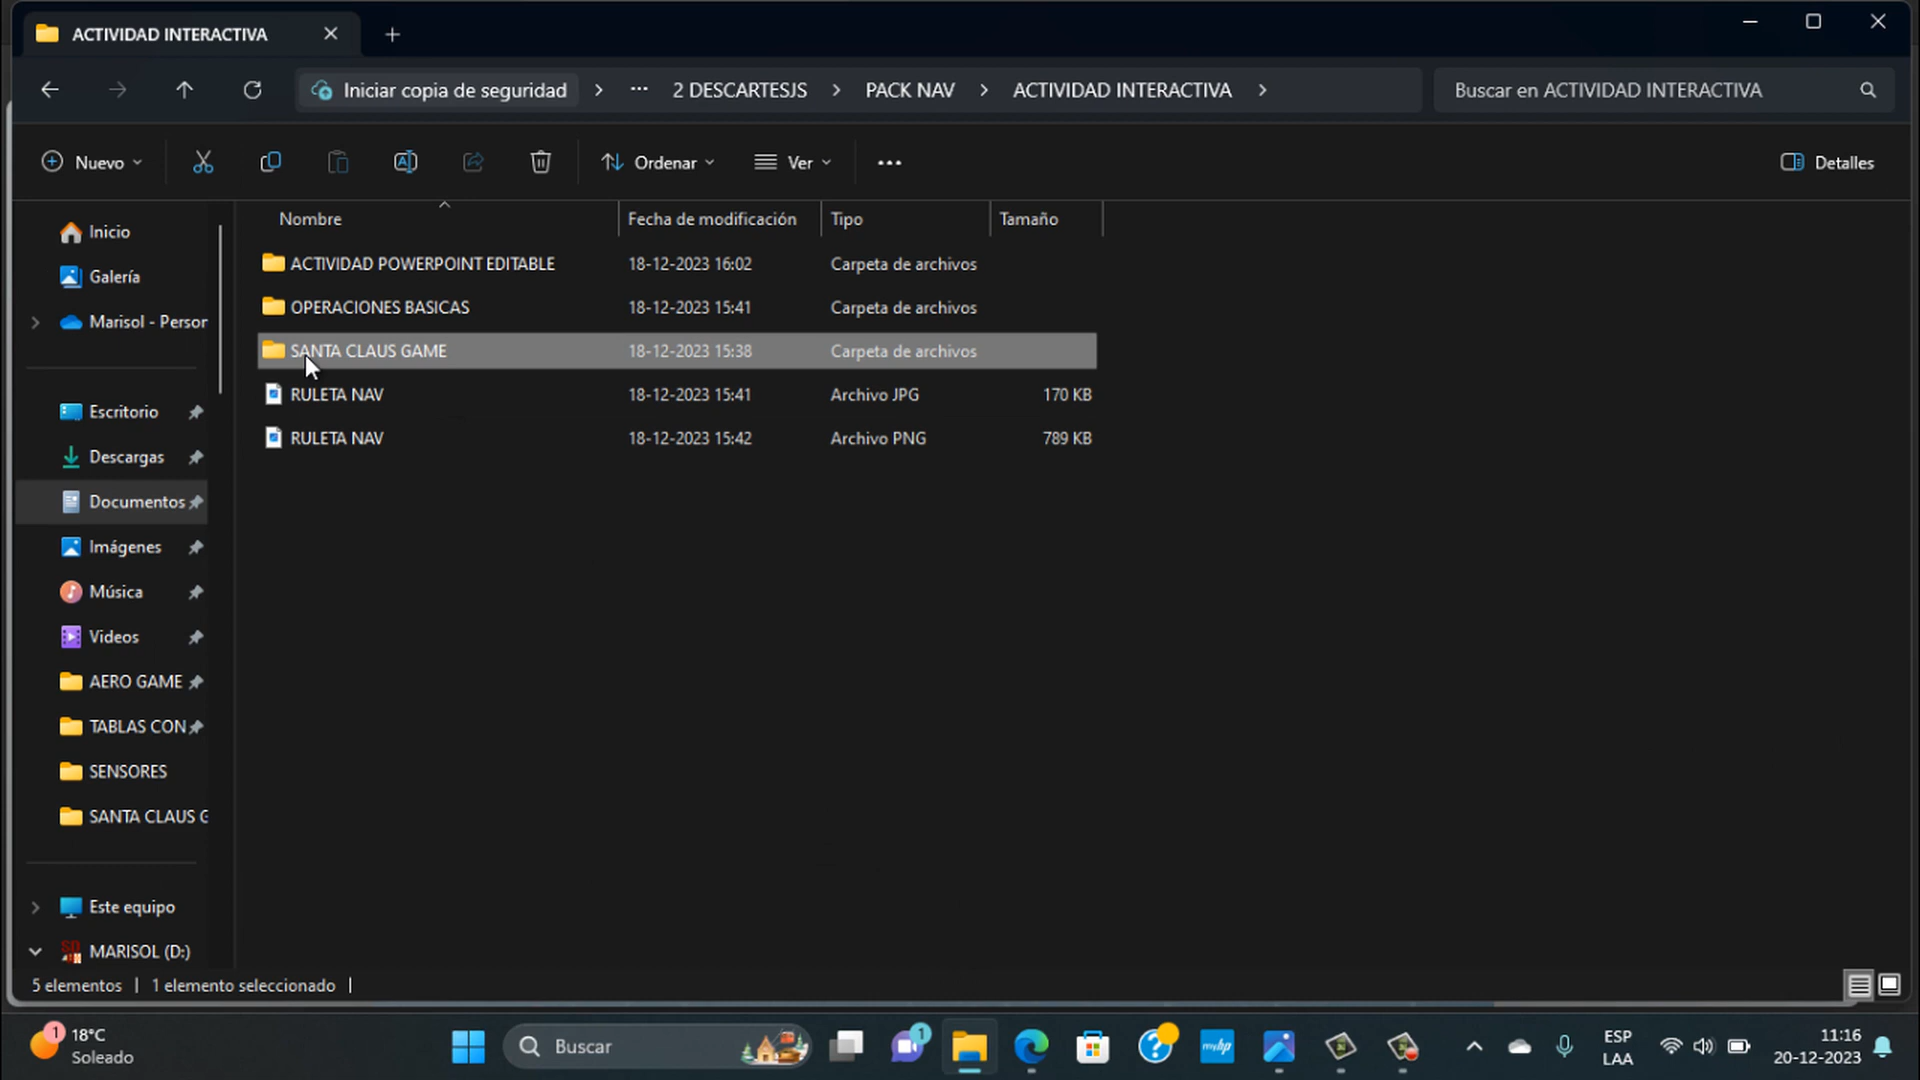 ACTIVIDAD INTERACTIVA
Iniciar copia de seguridad > ... 2 DESCARTESJS > PACK NAV > ACTIVIDAD INTERACTIVA >
Buscar en ACTIVIDAD INTERACTIVA
Nuevo
Ordenar
Ver
Detalles
Nombre Fecha de modificación Tipo Tamaño
ACTIVIDAD POWERPOINT EDITABLE 18-12-2023 16:02 Carpeta de archivos
OPERACIONES BASICAS 18-12-2023 15:41 Carpeta de archivos
SANTA CLAUS GAME 18-12-2023 15:38 Carpeta de archivos
RULETA NAV 18-12-2023 15:41 Archivo JPG 170 KB
RULETA NAV 18-12-2023 15:42 Archivo PNG 789 KB
Inicio
Galería
Marisol - Person
Escritorio
Descargas
Documentos
Imágenes
Música
Videos
AERO GAME
TABLAS CON
SENSORES
SANTA CLAUS G
Este equipo
MARISOL (D:)
5 elementos | 1 elemento seleccionado |
1
18°C
Soleado
Buscar
1
myhp
ESP
LAA
11:16
20-12-2023